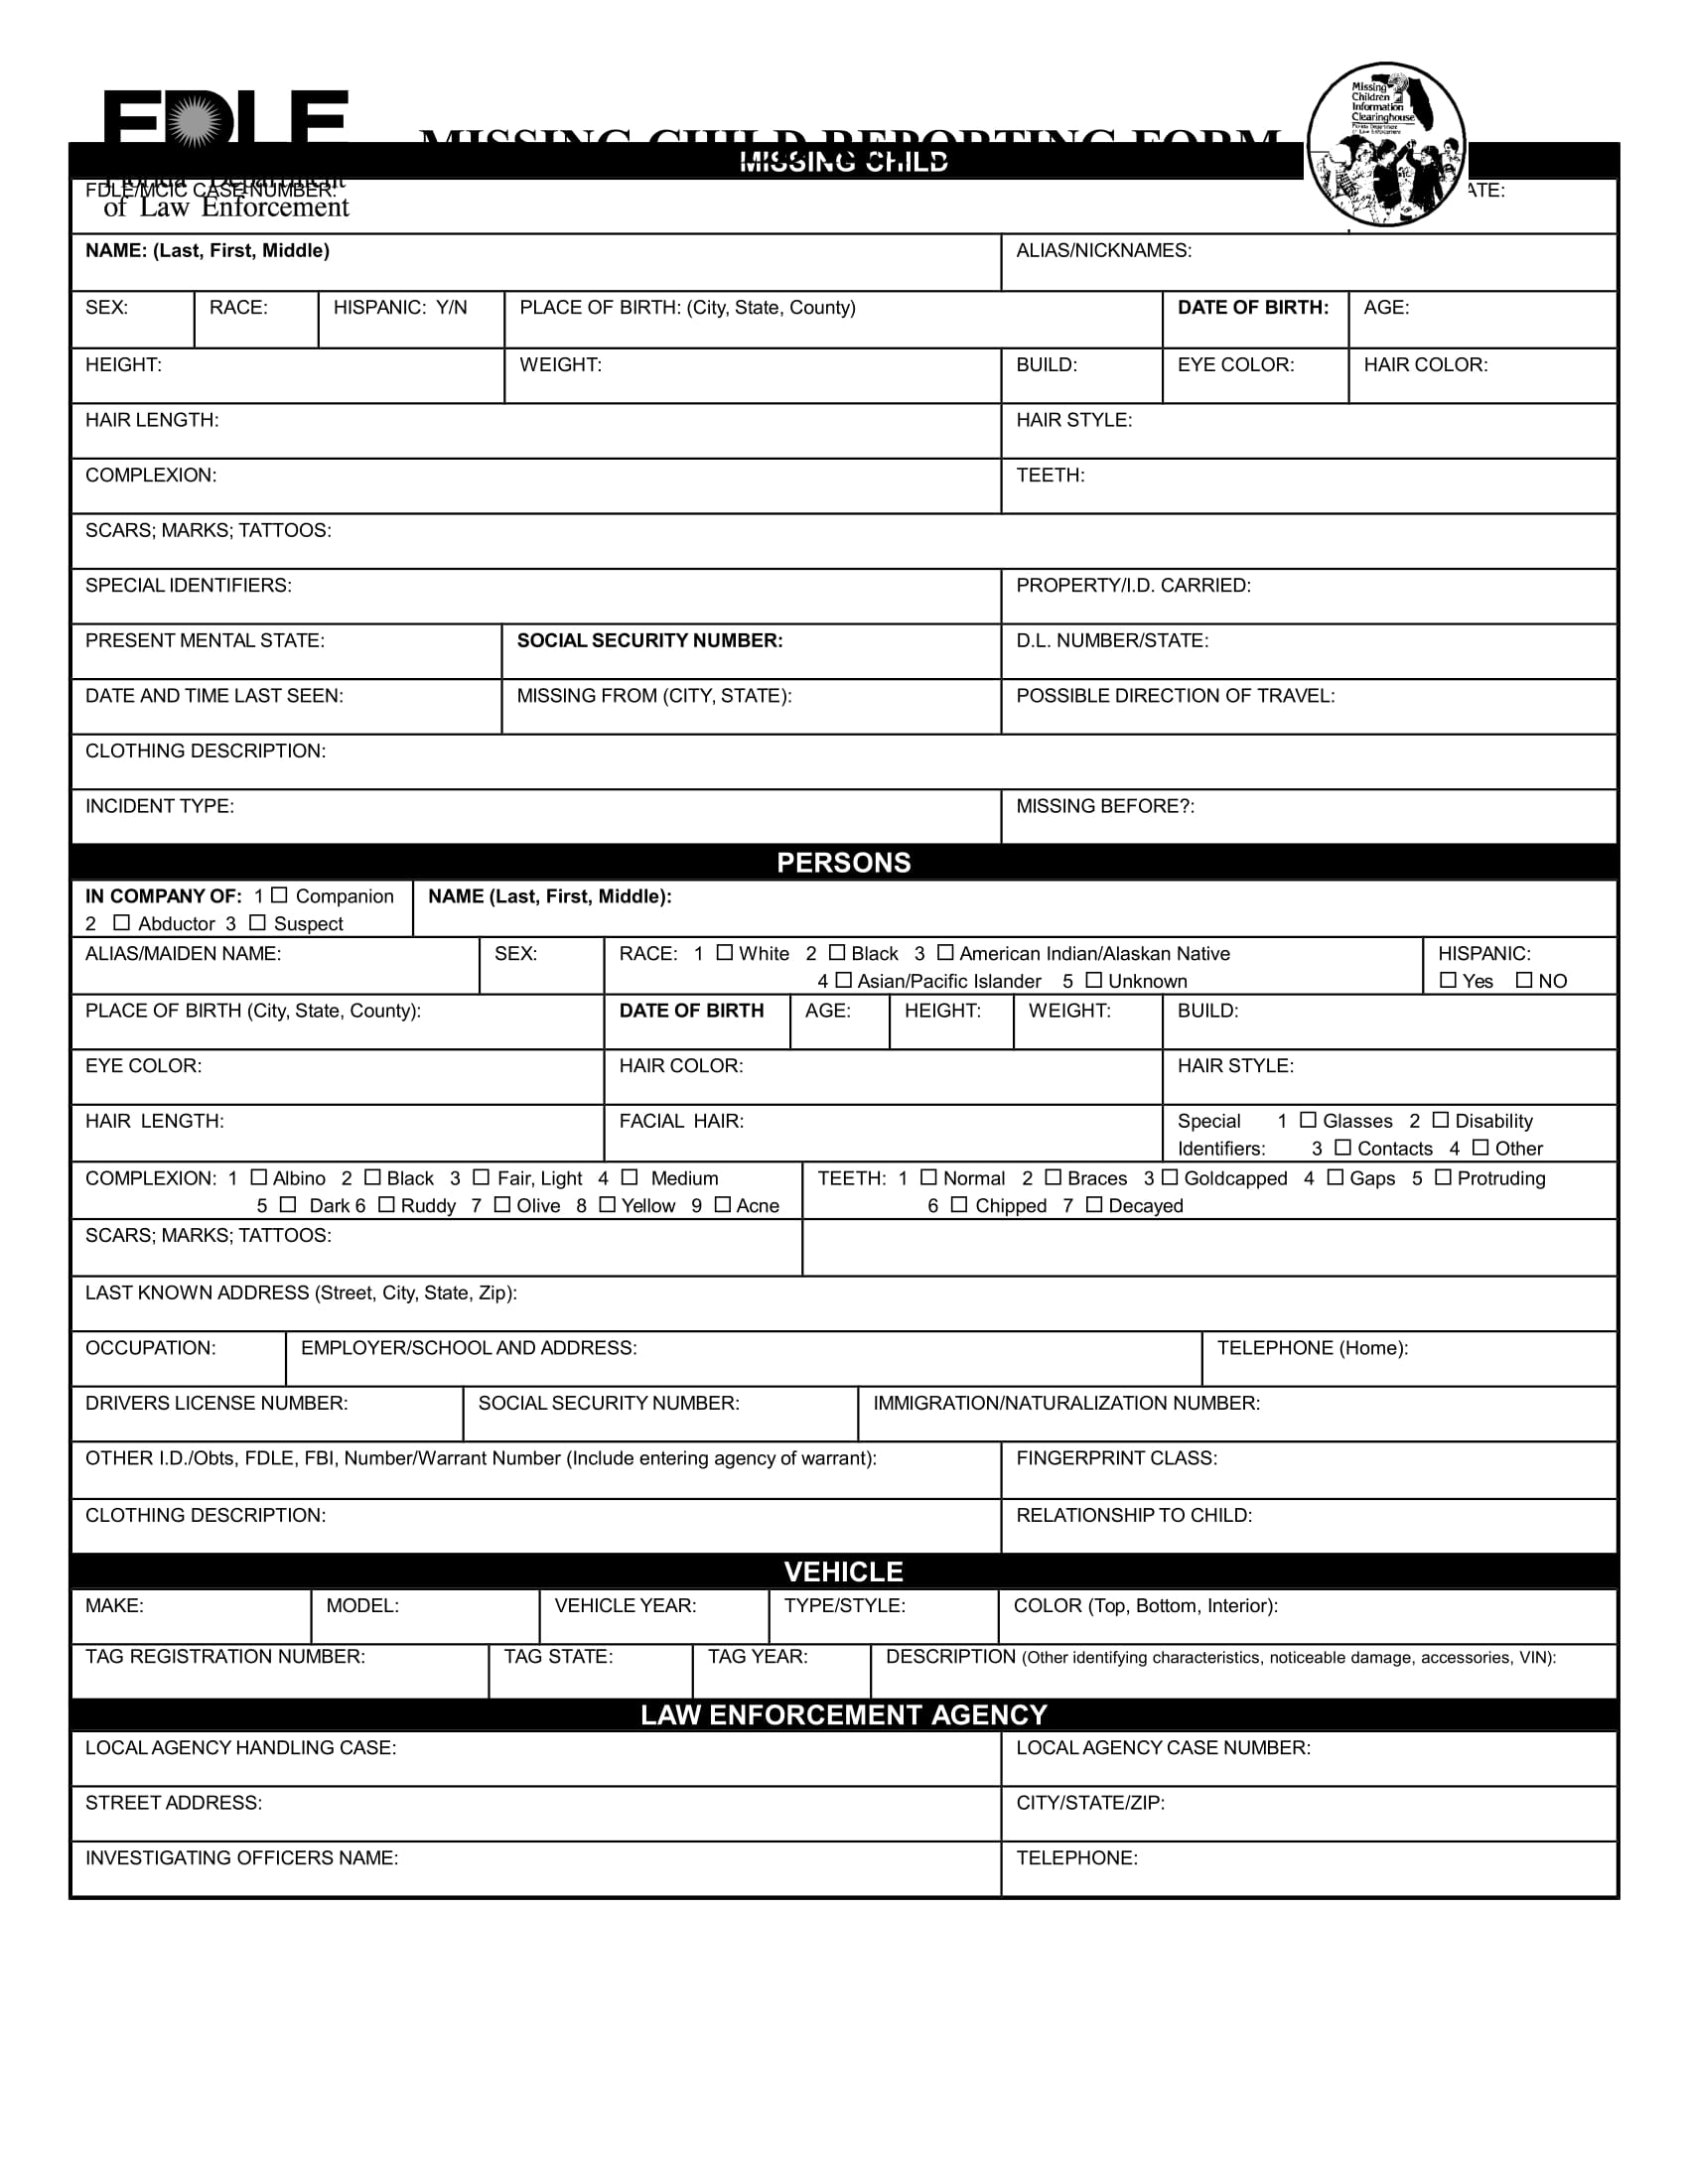 FDLE
MISSING CHILD REPORTING FORM
Missing
Children
Information
Clearinghouse
Florida Department
of Law Enforcement
MISSING CHILD
Florida Department
of Law Enforcement
FDLE/MCIC CASE NUMBER: ATE:
NAME: (Last, First, Middle) ALIAS/NICKNAMES:
SEX: RACE: HISPANIC: Y/N PLACE OF BIRTH: (City, State, County) DATE OF BIRTH: AGE:
HEIGHT: WEIGHT: BUILD: EYE COLOR: HAIR COLOR:
HAIR LENGTH: HAIR STYLE:
COMPLEXION: TEETH:
SCARS; MARKS; TATTOOS:
SPECIAL IDENTIFIERS: PROPERTY/I.D. CARRIED:
PRESENT MENTAL STATE: SOCIAL SECURITY NUMBER: D.L. NUMBER/STATE:
DATE AND TIME LAST SEEN: MISSING FROM (CITY, STATE): POSSIBLE DIRECTION OF TRAVEL:
CLOTHING DESCRIPTION:
INCIDENT TYPE: MISSING BEFORE?:
PERSONS
IN COMPANY OF: 1 ☐ Companion NAME (Last, First, Middle):
2 ☐ Abductor 3 ☐ Suspect
ALIAS/MAIDEN NAME: SEX: RACE: 1 ☐ White 2 ☐ Black 3 ☐ American Indian/Alaskan Native HISPANIC:
4 ☐ Asian/Pacific Islander 5 ☐ Unknown ☐ Yes ☐ NO
PLACE OF BIRTH (City, State, County): DATE OF BIRTH AGE: HEIGHT: WEIGHT: BUILD:
EYE COLOR: HAIR COLOR: HAIR STYLE:
HAIR LENGTH: FACIAL HAIR: Special 1 ☐ Glasses 2 ☐ Disability
Identifiers: 3 ☐ Contacts 4 ☐ Other
COMPLEXION: 1 ☐ Albino 2 ☐ Black 3 ☐ Fair, Light 4 ☐ Medium TEETH: 1 ☐ Normal 2 ☐ Braces 3 ☐ Goldcapped 4 ☐ Gaps 5 ☐ Protruding
5 ☐ Dark 6 ☐ Ruddy 7 ☐ Olive 8 ☐ Yellow 9 ☐ Acne 6 ☐ Chipped 7 ☐ Decayed
SCARS; MARKS; TATTOOS:
LAST KNOWN ADDRESS (Street, City, State, Zip):
OCCUPATION: EMPLOYER/SCHOOL AND ADDRESS: TELEPHONE (Home):
DRIVERS LICENSE NUMBER: SOCIAL SECURITY NUMBER: IMMIGRATION/NATURALIZATION NUMBER:
OTHER I.D./Obts, FDLE, FBI, Number/Warrant Number (Include entering agency of warrant): FINGERPRINT CLASS:
CLOTHING DESCRIPTION: RELATIONSHIP TO CHILD:
VEHICLE
MAKE: MODEL: VEHICLE YEAR: TYPE/STYLE: COLOR (Top, Bottom, Interior):
TAG REGISTRATION NUMBER: TAG STATE: TAG YEAR: DESCRIPTION (Other identifying characteristics, noticeable damage, accessories, VIN):
LAW ENFORCEMENT AGENCY
LOCAL AGENCY HANDLING CASE: LOCAL AGENCY CASE NUMBER:
STREET ADDRESS: CITY/STATE/ZIP:
INVESTIGATING OFFICERS NAME: TELEPHONE: